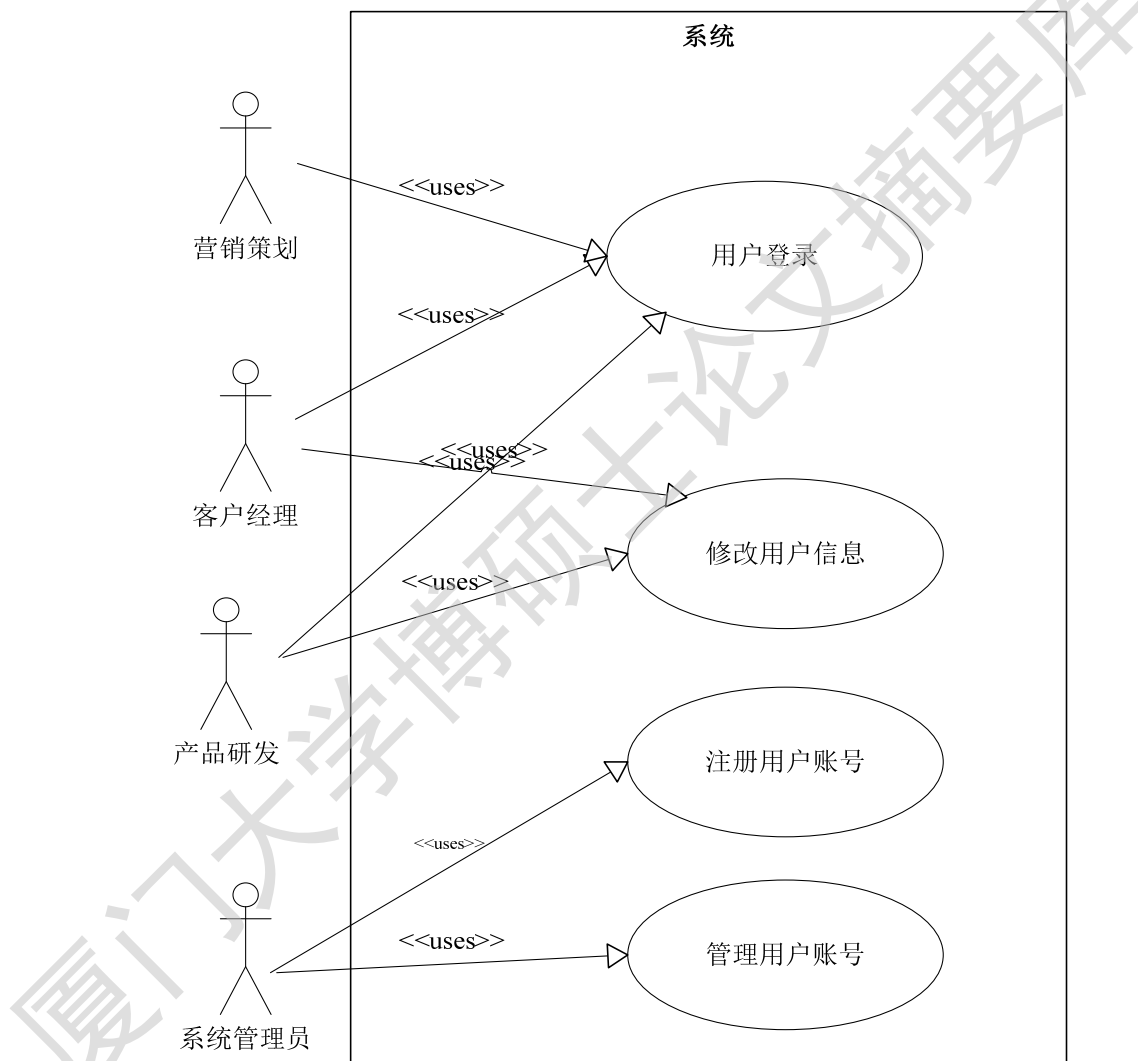 系统
<<uses>>
用户登录
营销策划
<<uses>>
<<uses>>
<<uses>>
客户经理
修改用户信息
<<uses>>
产品研发
注册用户账号
<<uses>>
<<uses>>
管理用户账号
系统管理员
厦门大学博硕士论文摘要库